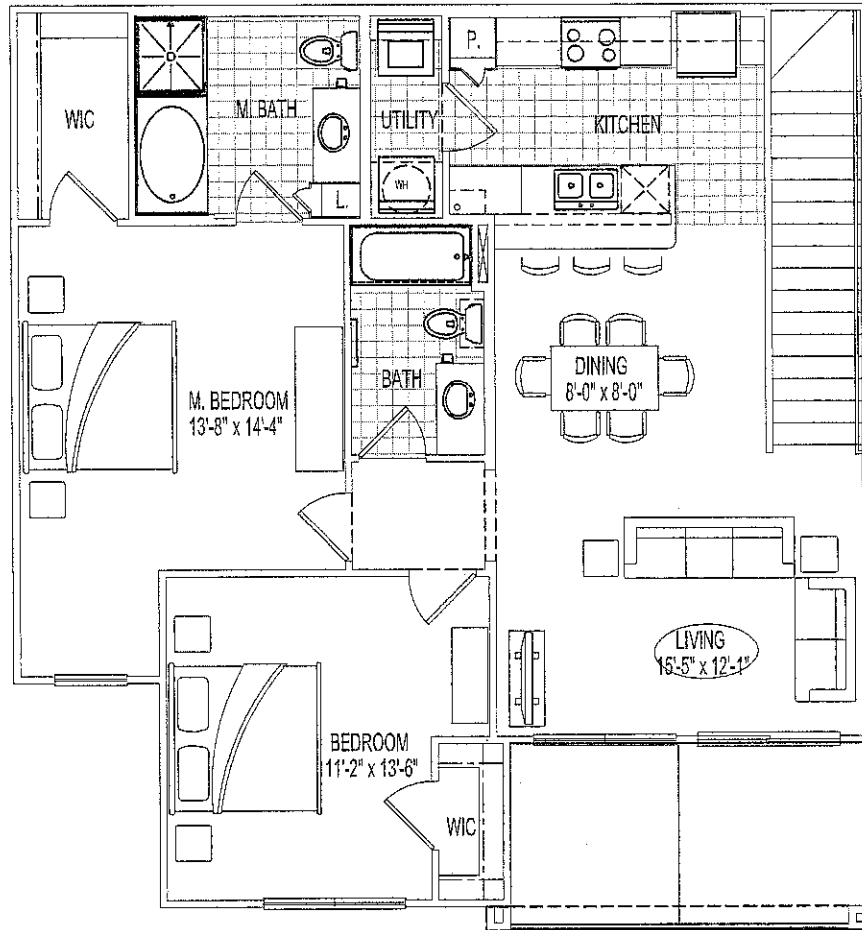 D
P.
WIC
M. BATH
UTILITY
KITCHEN
WH
L.
DINING
8'-0" x 8'-0"
BATH
M. BEDROOM
13'-8" x 14'-4"
LIVING
15'-5" x 12'-1"
BEDROOM
11'-2" x 13'-6"
WIC